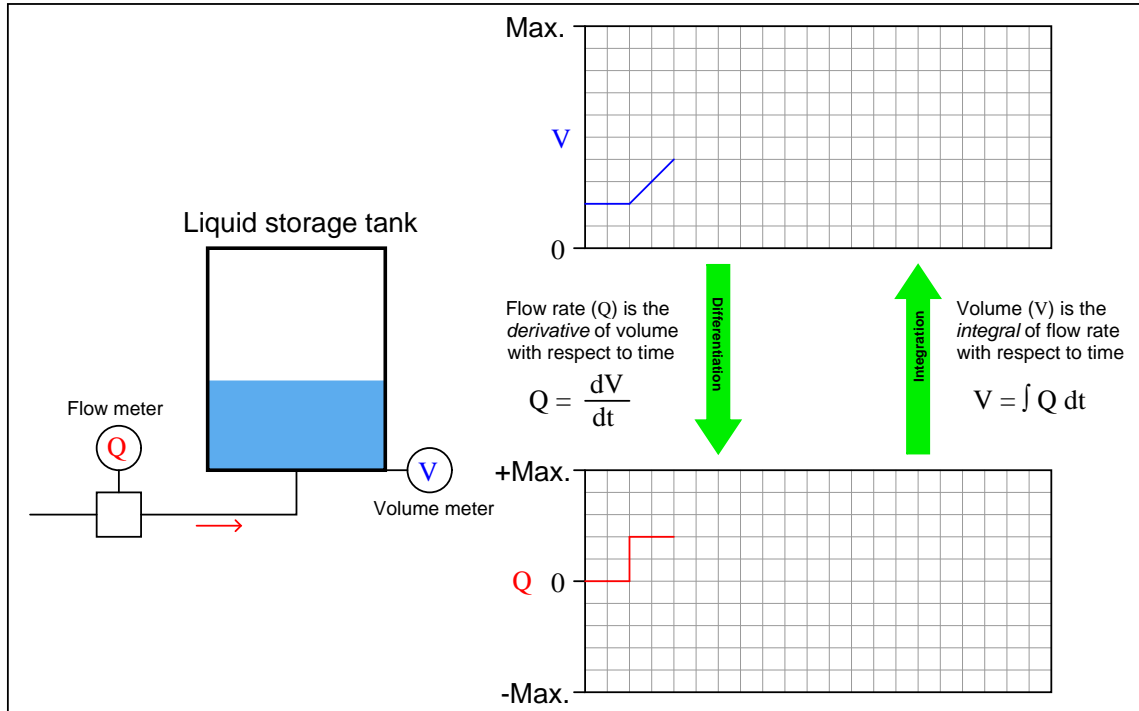 Max.
V
0
Liquid storage tank
Flow meter
Q
V
Volume meter
Flow rate (Q) is the
derivative of volume
with respect to time
Q = dV
dt
Differentiation
Integration
Volume (V) is the
integral of flow rate
with respect to time
V = ∫ Q dt
+Max.
Q 0
-Max.